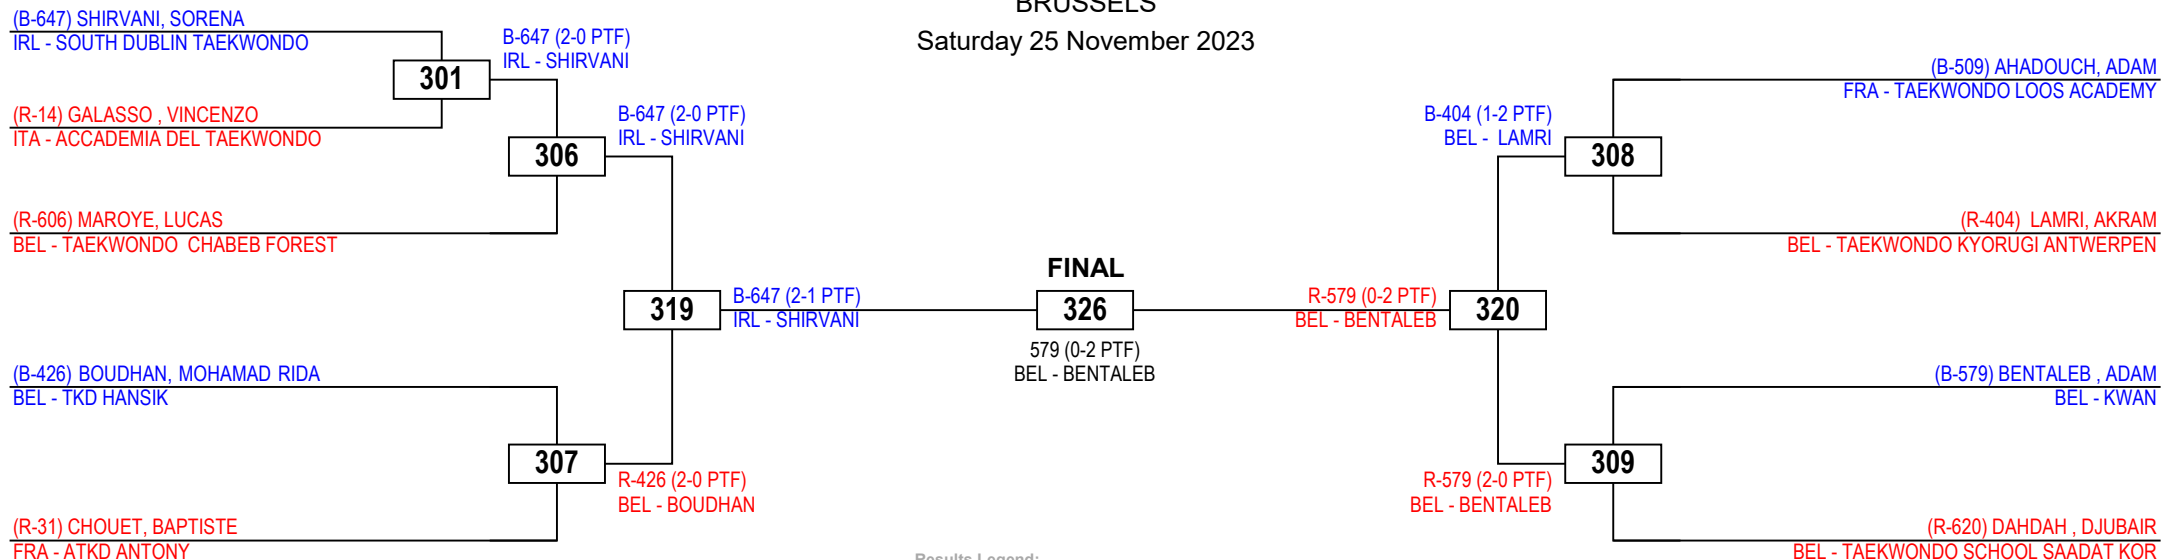 BRUSSELS
Saturday 25 November 2023
(B-647) SHIRVANI, SORENA
IRL - SOUTH DUBLIN TAEKWONDO
B-647 (2-0 PTF)
IRL - SHIRVANI
301
(R-14) GALASSO , VINCENZO
ITA - ACCADEMIA DEL TAEKWONDO
B-647 (2-0 PTF)
IRL - SHIRVANI
306
(R-606) MAROYE, LUCAS
BEL - TAEKWONDO  CHABEB FOREST
319
B-647 (2-1 PTF)
IRL - SHIRVANI
(B-426) BOUDHAN, MOHAMAD RIDA
BEL - TKD HANSIK
307
R-426 (2-0 PTF)
BEL - BOUDHAN
(R-31) CHOUET, BAPTISTE
FRA - ATKD ANTONY
FINAL
326
579 (0-2 PTF)
BEL - BENTALEB
(B-509) AHADOUCH, ADAM
FRA - TAEKWONDO LOOS ACADEMY
B-404 (1-2 PTF)
BEL -  LAMRI
308
(R-404)  LAMRI, AKRAM
BEL - TAEKWONDO KYORUGI ANTWERPEN
R-579 (0-2 PTF)
BEL - BENTALEB
320
(B-579) BENTALEB , ADAM
BEL - KWAN
309
R-579 (2-0 PTF)
BEL - BENTALEB
(R-620) DAHDAH , DJUBAIR
BEL - TAEKWONDO SCHOOL SAADAT KOR
Results Legend: